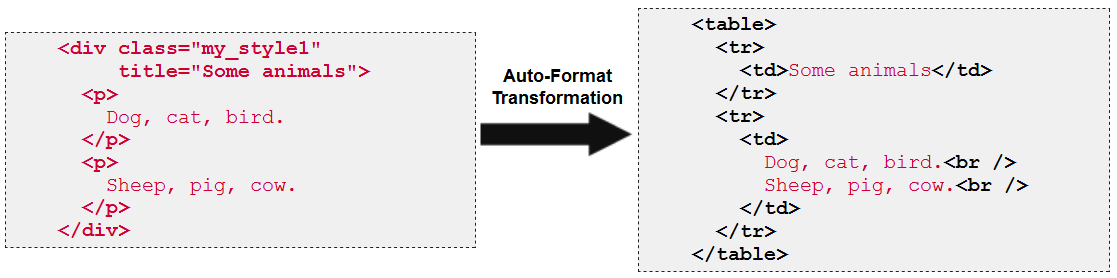 <div class="my_style1"
title="Some animals">
<p>
Dog, cat, bird.
</p>
<p>
Sheep, pig, cow.
</p>
</div>
Auto-Format
Transformation
<table>
<tr>
<td>Some animals</td>
</tr>
<tr>
<td>
Dog, cat, bird.<br />
Sheep, pig, cow.<br />
</td>
</tr>
</table>